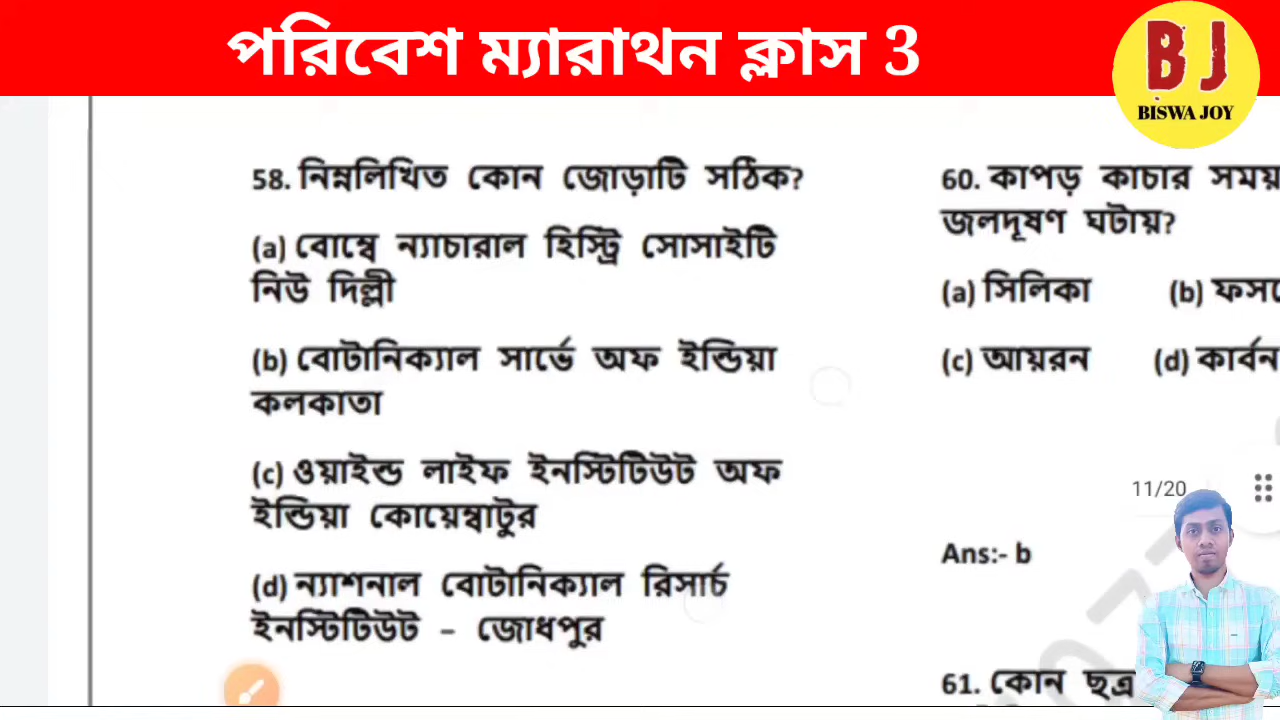 পরিবেশ ম্যারাথন ক্লাস 3
BJ
BISWA JOY
58. নিম্নলিখিত কোন জোড়াটি সঠিক?
(a) বোম্বে ন্যাচারাল হিস্ট্রি সোসাইটি
নিউ দিল্লী
(b) বোটানিক্যাল সার্ভে অফ ইন্ডিয়া
কলকাতা
(c) ওয়াইল্ড লাইফ ইনস্টিটিউট অফ
ইন্ডিয়া কোয়েম্বাটুর
(d) ন্যাশনাল বোটানিক্যাল রিসার্চ
ইনস্টিটিউট – জোধপুর
60. কাপড় কাচার সময়
জলদূষণ ঘটায়?
(a) সিলিকা (b)
(c) আয়রন (d) কার্বন
11/20
Ans:- b
61. কোন ছত্র